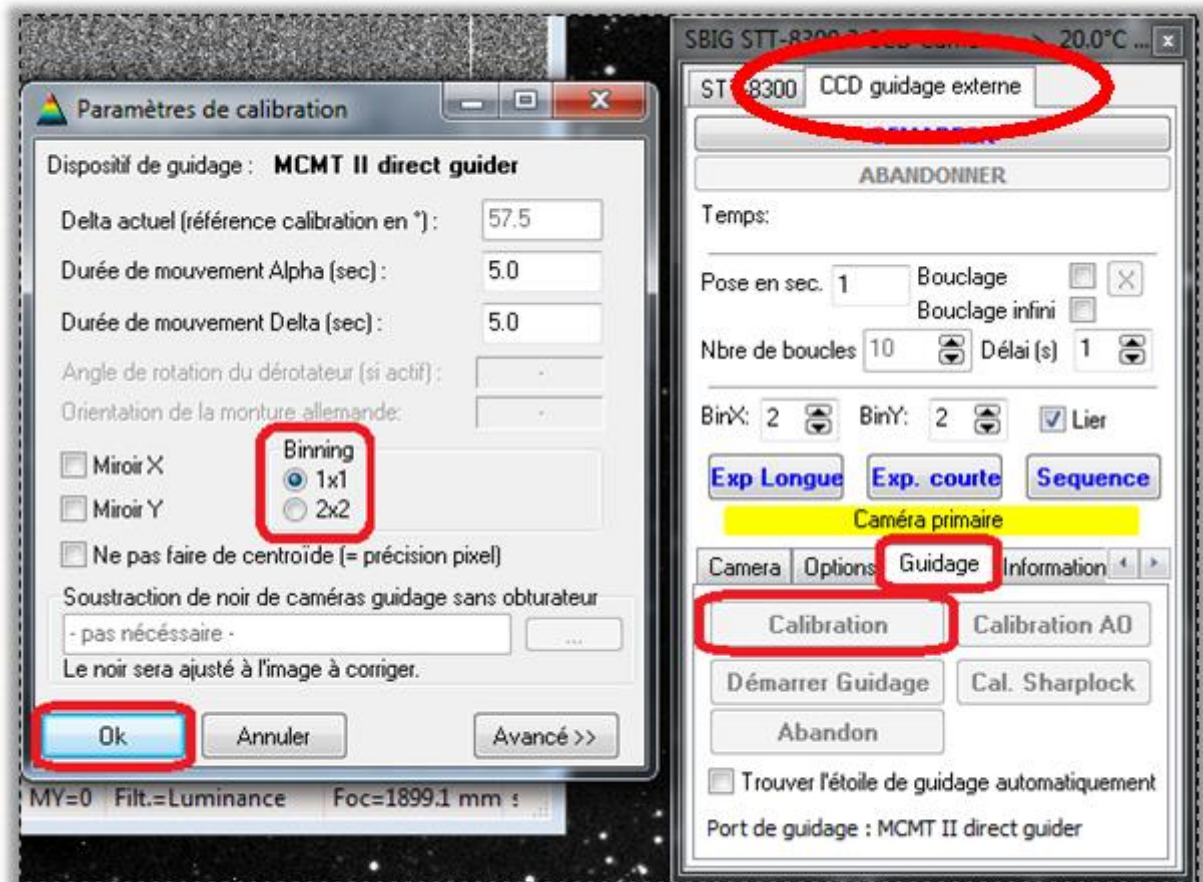 Paramètres de calibration
Dispositif de guidage : MCMT II direct guider
Delta actuel (référence calibration en °) : 57.5
Durée de mouvement Alpha (sec) : 5.0
Durée de mouvement Delta (sec) : 5.0
Angle de rotation du dérotateur (si actif) : -
Orientation de la monture allemande: -
Miroir X
Miroir Y
Binning
1x1
2x2
Ne pas faire de centroïde (= précision pixel)
Soustraction de noir de caméras guidage sans obturateur
- pas nécéssaire - ...
Le noir sera ajusté à l'image à corriger.
Ok Annuler Avancé >>
MY=0 Filt.=Luminance Foc=1899.1 mm
SBIG STT-8300 20.0°C ... x
CCD guidage externe
ABANDONNER
Temps:
Pose en sec. 1 Bouclage X
Bouclage infini
Nbre de boucles 10 Délai (s) 1
BinX: 2 BinY: 2 Lier
Exp Longue Exp. courte Sequence
Caméra primaire
Camera Options Guidage Information
Calibration Calibration AO
Démarrer Guidage Cal. Sharplock
Abandon
Trouver l'étoile de guidage automatiquement
Port de guidage : MCMT II direct guider